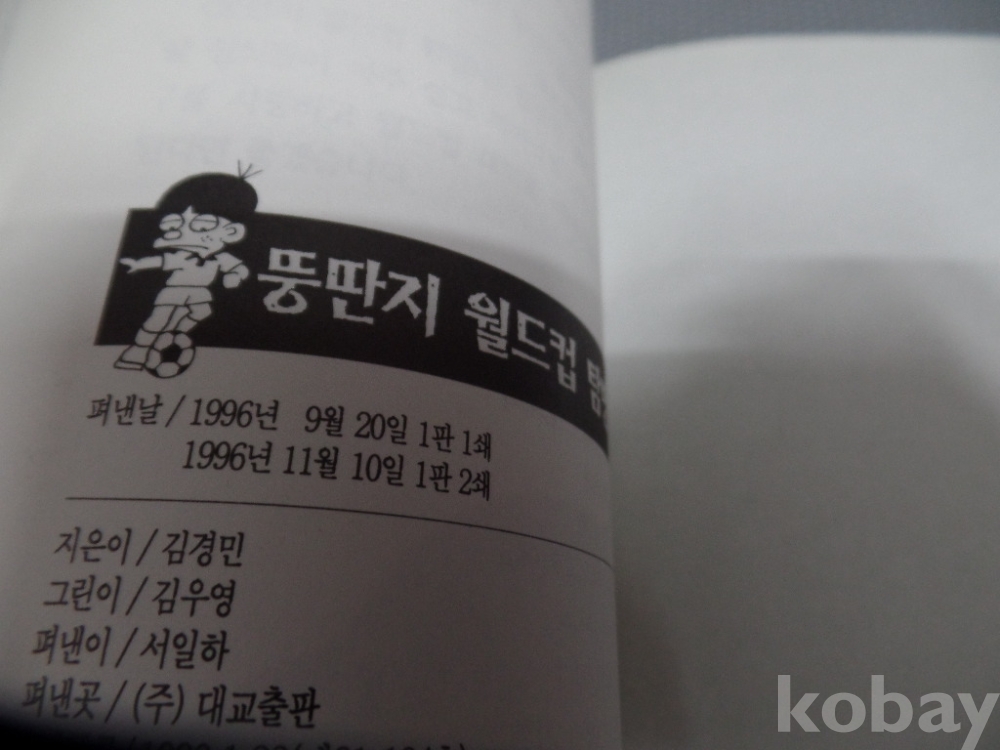 뚱딴지 월드컵
펴낸날 / 1996년 9월 20일 1판 1쇄
1996년 11월 10일 1판 2쇄
지은이 / 김경민
그린이 / 김우영
펴낸이 / 서일하
펴낸곳 / (주) 대교출판
kobay